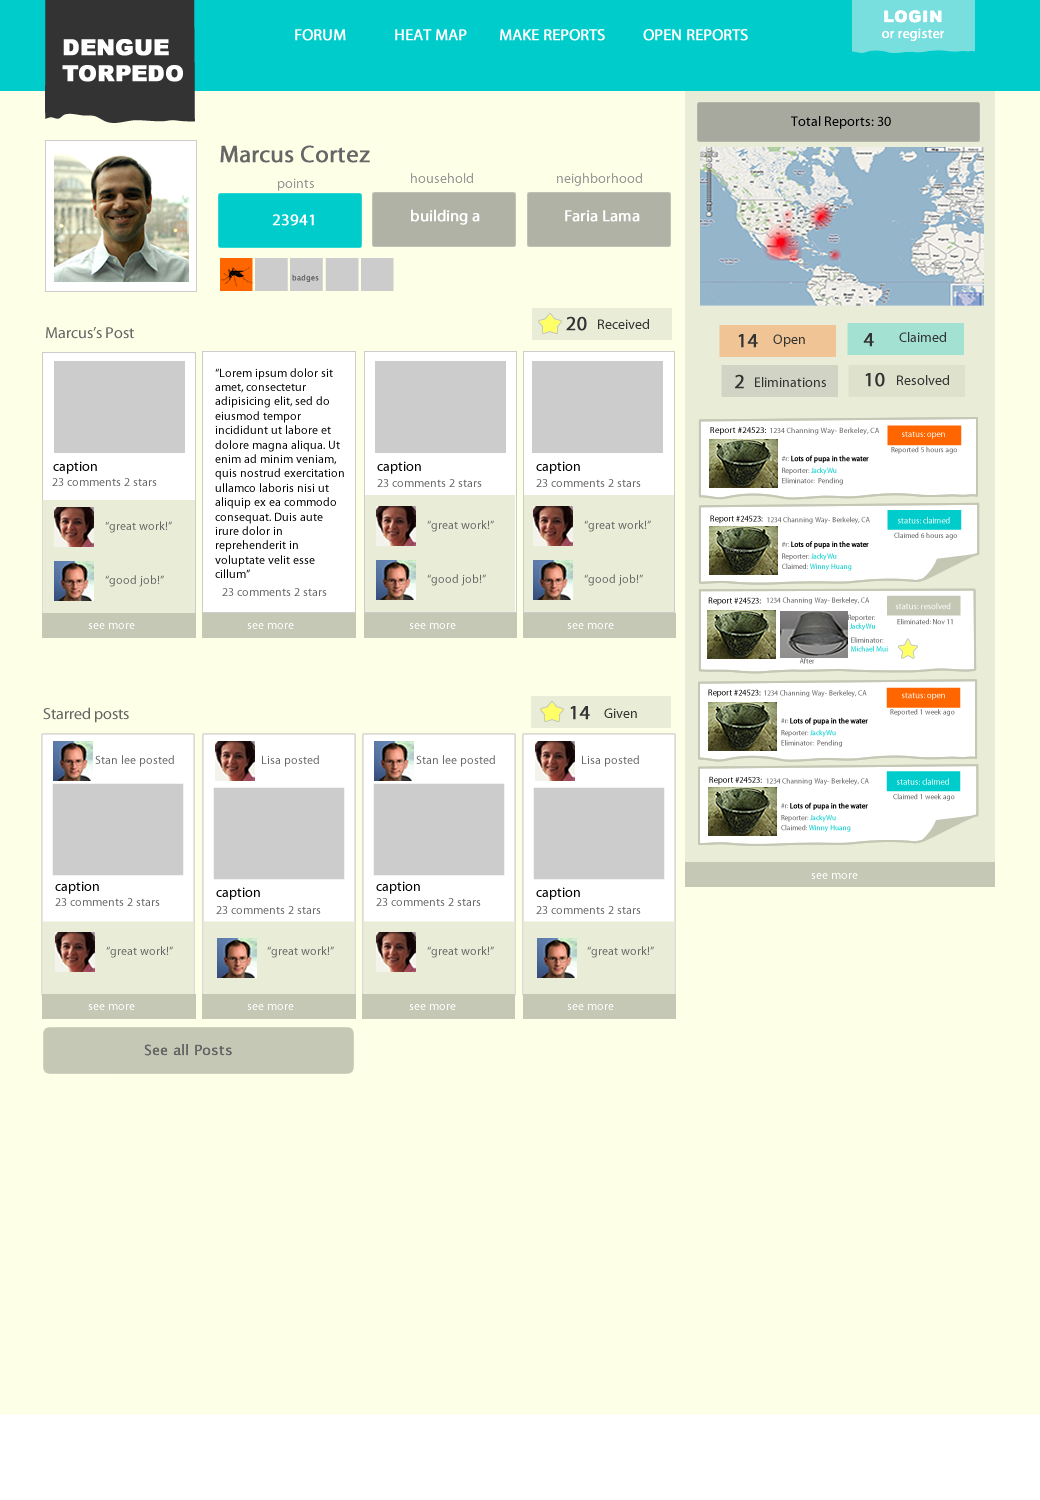 DENGUE
TORPEDO
FORUM
HEAT MAP
MAKE REPORTS
OPEN REPORTS
LOGIN
or register
Marcus Cortez
points
household
neighborhood
23941
building a
Faria Lama
badges
Marcus's Post
20 Received
caption
23 comments 2 stars
“great work!”
“good job!”
see more
“Lorem ipsum dolor sit
amet, consectetur
adipisicing elit, sed do
eiusmod tempor
incididunt ut labore et
dolore magna aliqua. Ut
enim ad minim veniam,
quis nostrud exercitation
ullamco laboris nisi ut
aliquip ex ea commodo
consequat. Duis aute
irure dolor in
reprehenderit in
voluptate velit esse
cillum”
23 comments 2 stars
see more
caption
23 comments 2 stars
“great work!”
“good job!”
see more
caption
23 comments 2 stars
“great work!”
“good job!”
see more
Starred posts
14 Given
Stan lee posted
caption
23 comments 2 stars
“great work!”
see more
Lisa posted
caption
23 comments 2 stars
“great work!”
see more
Stan lee posted
caption
23 comments 2 stars
“great work!”
see more
Lisa posted
caption
23 comments 2 stars
“great work!”
see more
See all Posts
Total Reports: 30
14 Open
4 Claimed
2 Eliminations
10 Resolved
Report #24523: 1234 Channing Way- Berkeley, CA
status: open
Reported 5 hours ago
#r: Lots of pupa in the water
Reporter: JackyWu
Eliminator: Pending
Report #24523: 1234 Channing Way- Berkeley, CA
status: claimed
Claimed 6 hours ago
#r: Lots of pupa in the water
Reporter: JackyWu
Claimed: Winny Huang
Report #24523: 1234 Channing Way- Berkeley, CA
status: resolved
Eliminated: Nov 11
Reporter:
JackyWu
Eliminator:
Michael Mui
After
Report #24523: 1234 Channing Way- Berkeley, CA
status: open
Reported 1 week ago
#r: Lots of pupa in the water
Reporter: JackyWu
Eliminator: Pending
Report #24523: 1234 Channing Way- Berkeley, CA
status: claimed
Claimed 1 week ago
#r: Lots of pupa in the water
Reporter: JackyWu
Claimed: Winny Huang
see more